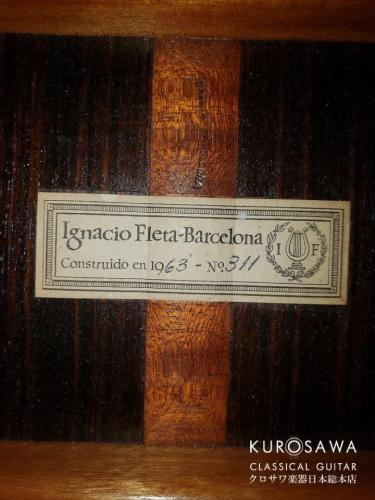 Ignacio Fleta-Barcelona
Construido en 1963 - Nº 311
I F
KUROSAWA
CLASSICAL GUITAR
クロサワ楽器日本総本店